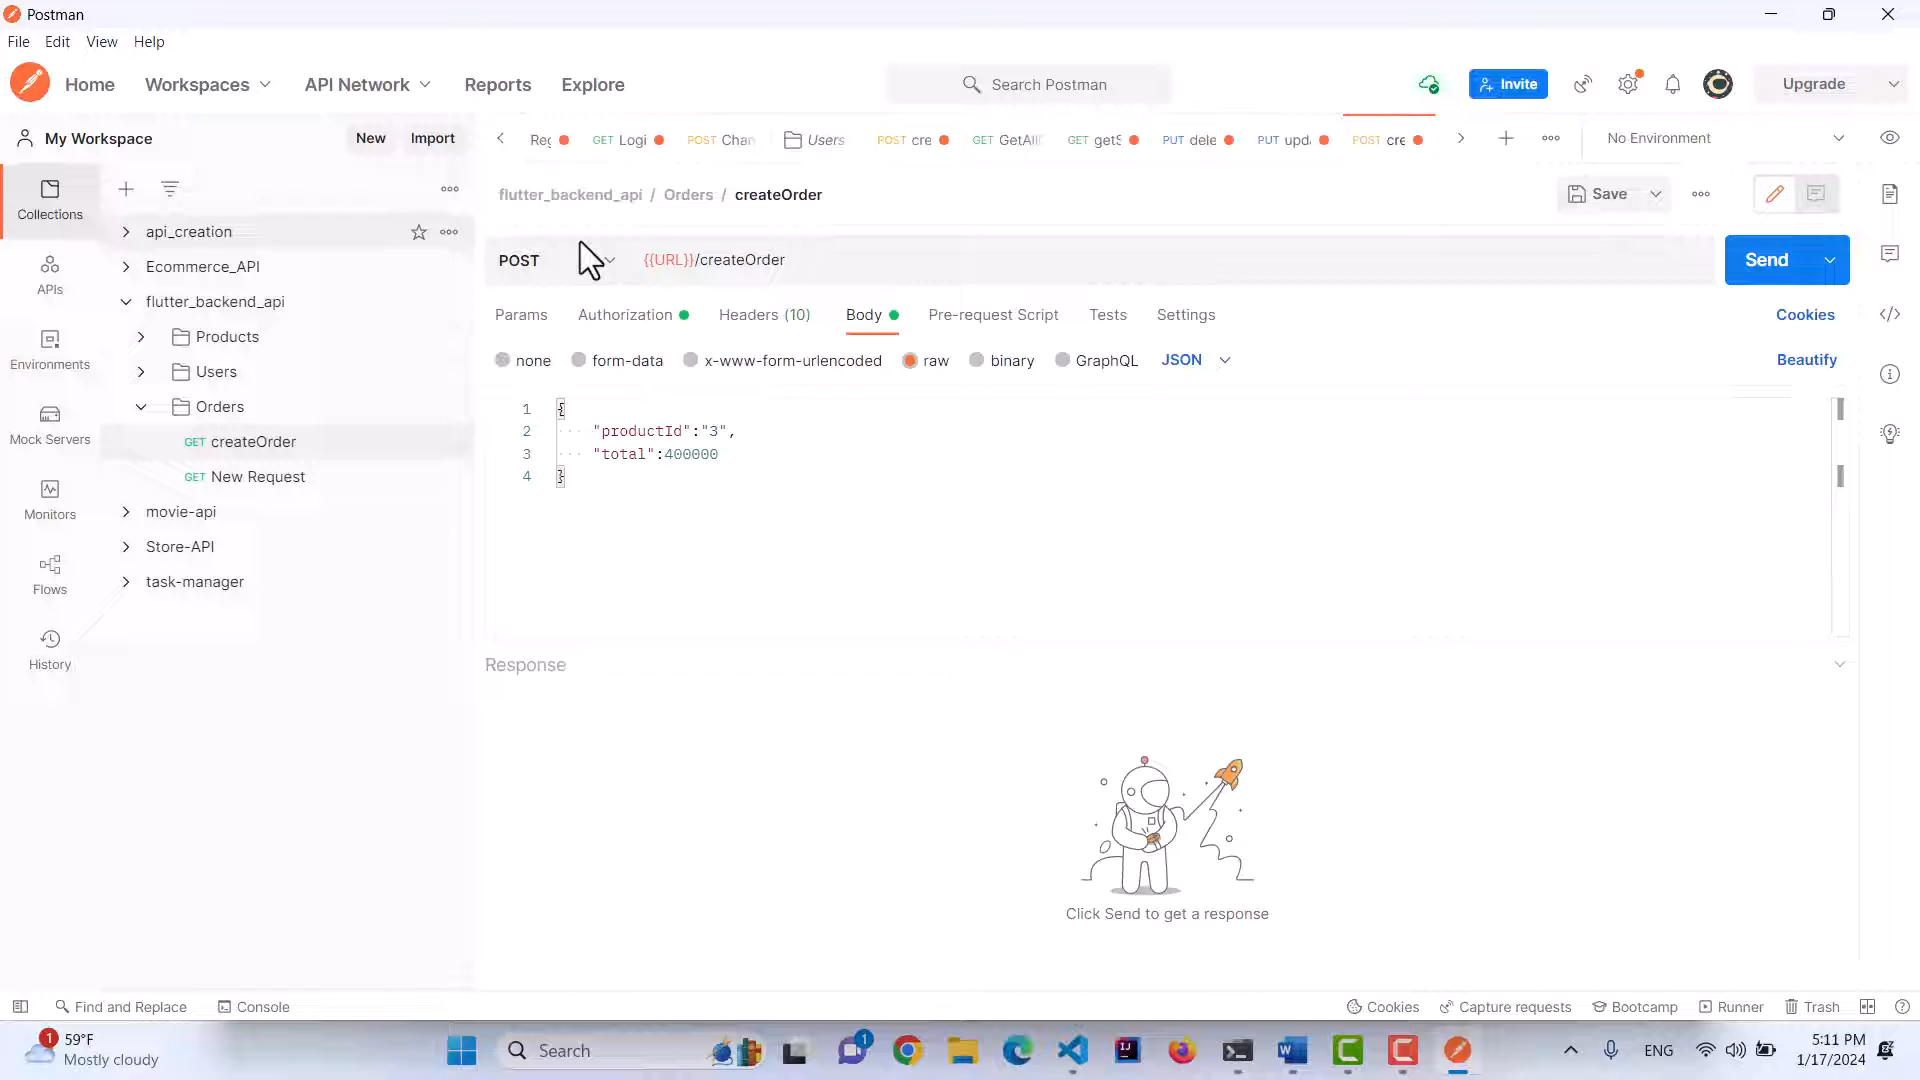 Postman
File Edit View Help
Home Workspaces API Network Reports Explore Search Postman Invite Upgrade
My Workspace New Import
Reg GET Logi POST Chan Users POST cre GET GetAll GET getS PUT dele PUT upd POST cre No Environment
Collections
APIs
Environments
Mock Servers
Monitors
Flows
History
api_creation
Ecommerce_API
flutter_backend_api
Products
Users
Orders
GET createOrder
GET New Request
movie-api
Store-API
task-manager
flutter_backend_api / Orders / createOrder Save
POST {{URL}}/createOrder Send
Params Authorization Headers (10) Body Pre-request Script Tests Settings Cookies
none form-data x-www-form-urlencoded raw binary GraphQL JSON Beautify
1 {
2 "productId":"3",
3 "total":400000
4 }
Response
Click Send to get a response
Find and Replace Console Cookies Capture requests Bootcamp Runner Trash
1 59°F
Mostly cloudy
Search 1 ENG 5:11 PM
1/17/2024